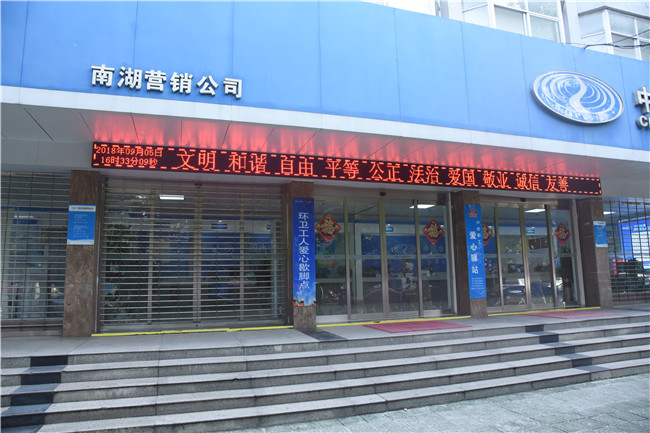 南湖营销公司
中
C
2018年09月05日
16时33分09秒
文明 和谐 自由 平等 公正 法治 爱国 敬业 诚信 友善
环卫工人爱心歇脚点
爱心驿站